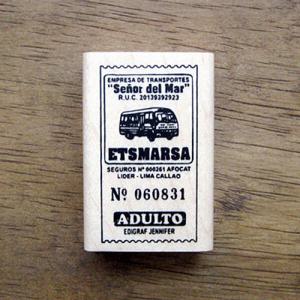 EMPRESA DE TRANSPORTES
"Señor del Mar"
R.U.C. 20139392923
ETSMARSA
SEGUROS Nº 000261 AFOCAT
LIDER - LIMA CALLAO
Nº 060831
ADULTO
EDIGRAF JENNIFER